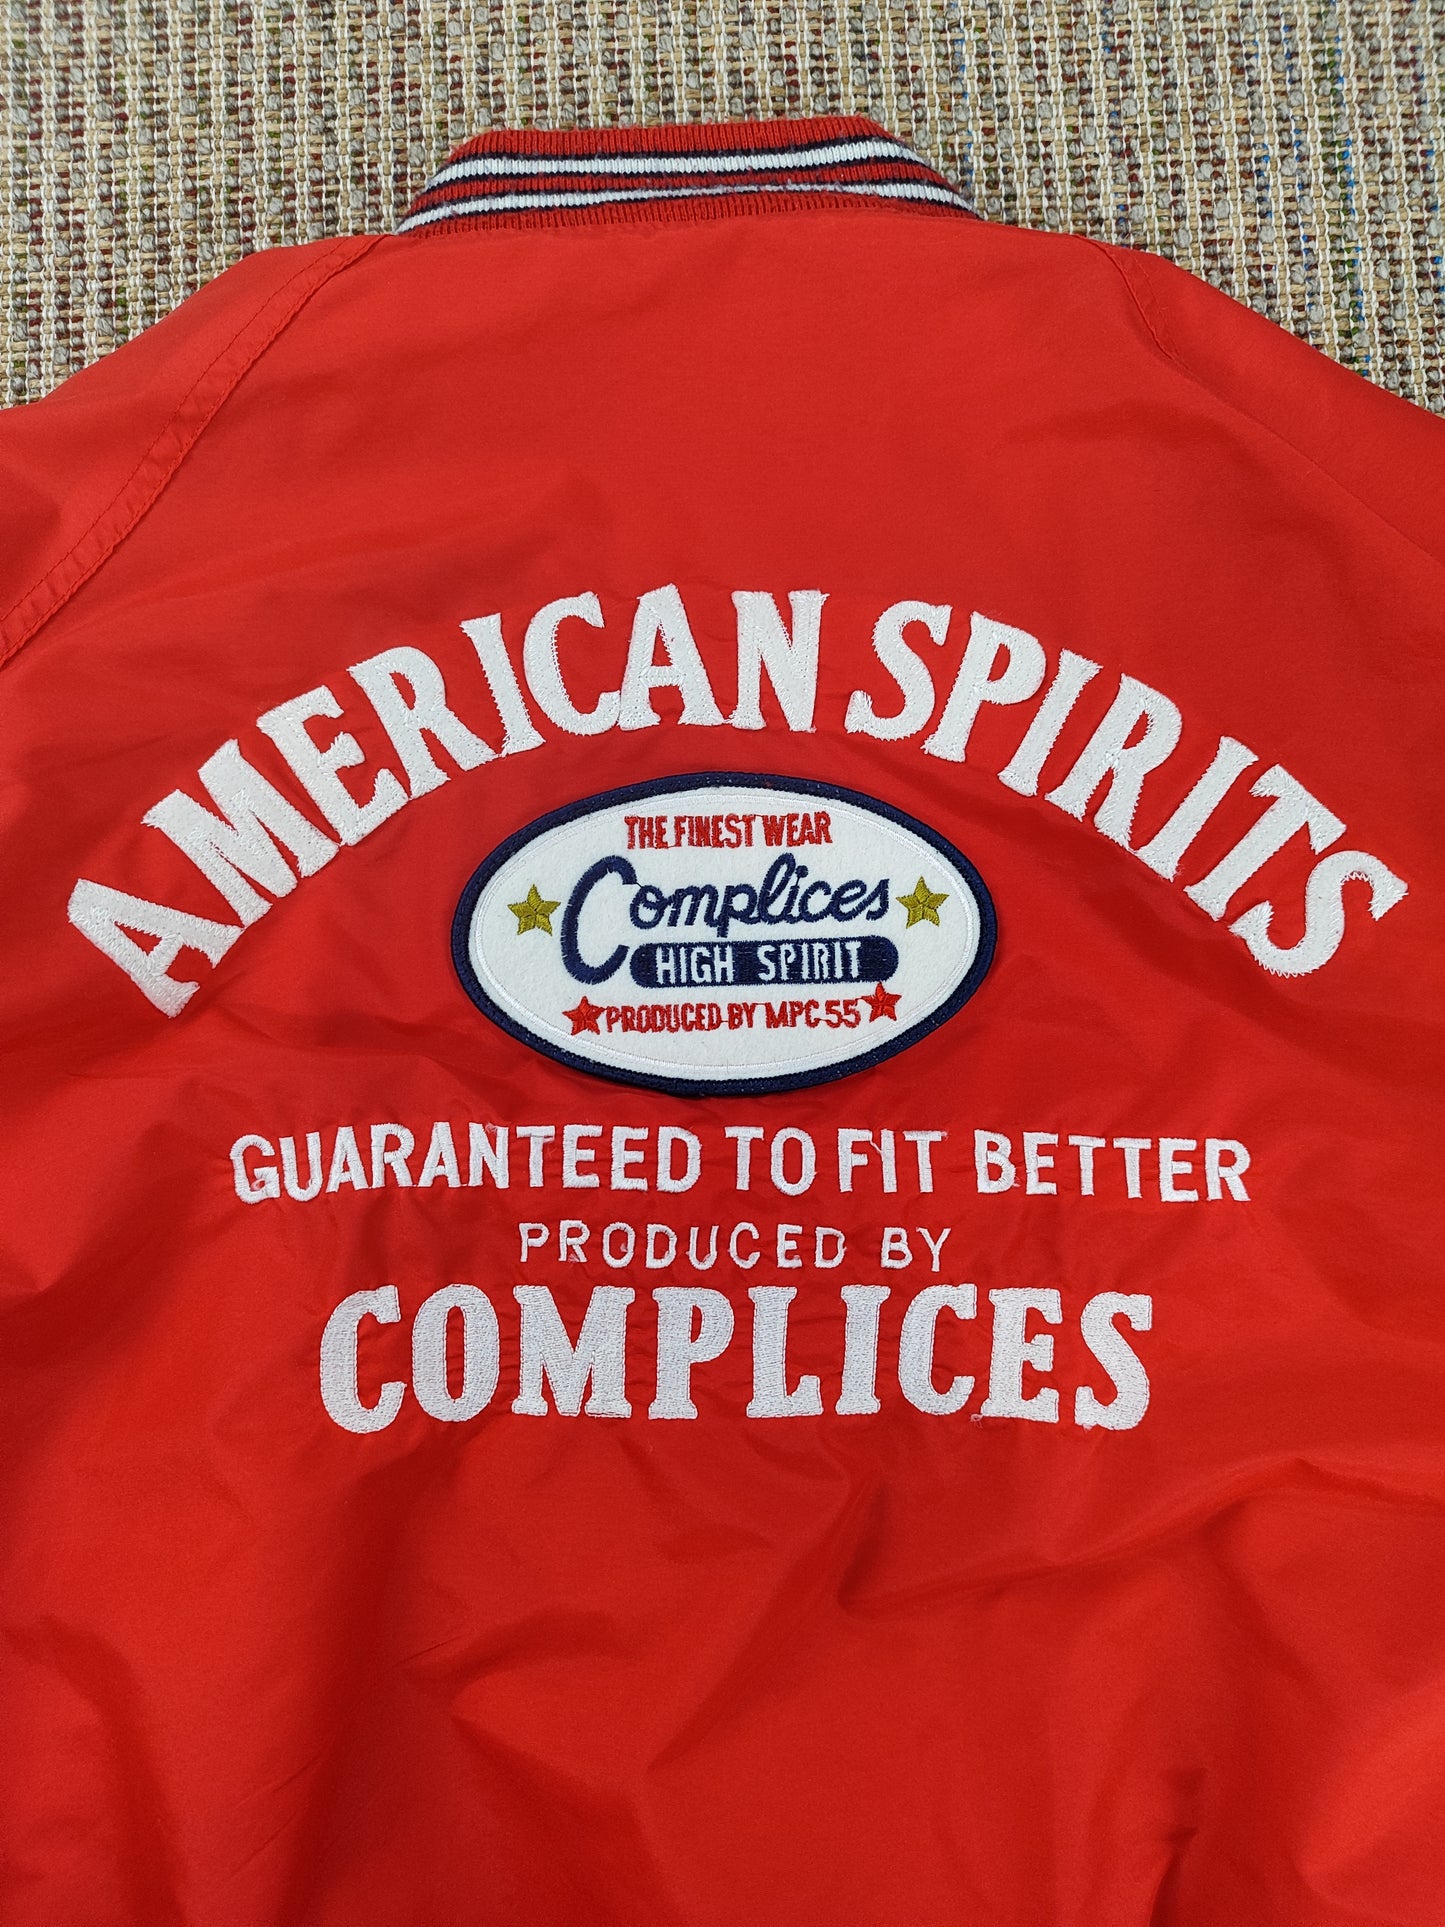 AMERICAN SPIRITS
THE FINEST WEAR
Complices
HIGH SPIRIT
PRODUCED BY MPC 55
GUARANTEED TO FIT BETTER
PRODUCED BY
COMPLICES